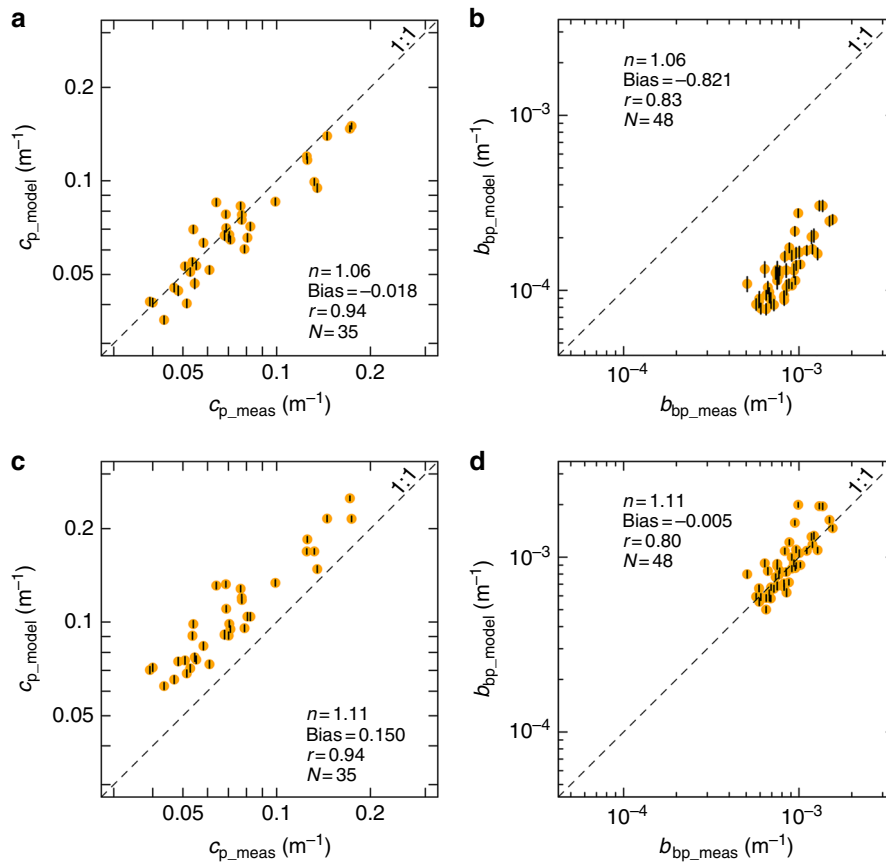 a
1:1
0.2
0.1
0.05
c_p_model (m⁻¹)
n = 1.06
Bias = −0.018
r = 0.94
N = 35
0.05
0.1
0.2
c_p_meas (m⁻¹)
b
1:1
n = 1.06
Bias = −0.821
r = 0.83
N = 48
10⁻³
10⁻⁴
b_bp_model (m⁻¹)
10⁻⁴
10⁻³
b_bp_meas (m⁻¹)
c
1:1
0.2
0.1
0.05
c_p_model (m⁻¹)
n = 1.11
Bias = 0.150
r = 0.94
N = 35
0.05
0.1
0.2
c_p_meas (m⁻¹)
d
1:1
n = 1.11
Bias = −0.005
r = 0.80
N = 48
10⁻³
10⁻⁴
b_bp_model (m⁻¹)
10⁻⁴
10⁻³
b_bp_meas (m⁻¹)